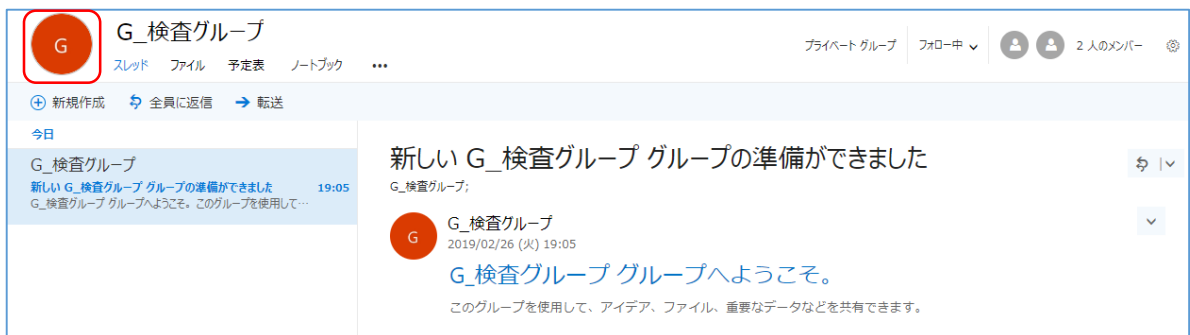 G
G_検査グループ
プライベート グループ フォロー中 2 人のメンバー
スレッド ファイル 予定表 ノートブック •••
新規作成 全員に返信 転送
今日
G_検査グループ
新しい G_検査グループ グループの準備ができました 19:05
G_検査グループ グループへようこそ。このグループを使用して…
新しい G_検査グループ グループの準備ができました
G_検査グループ;
G
G_検査グループ
2019/02/26 (火) 19:05
G_検査グループ グループへようこそ。
このグループを使用して、アイデア、ファイル、重要なデータなどを共有できます。